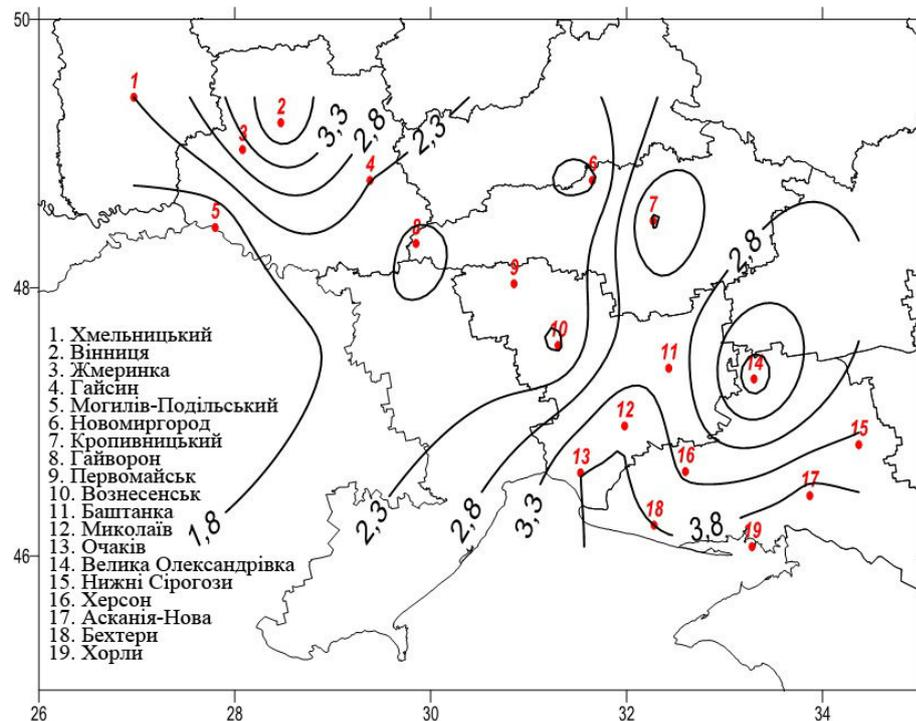 50
48
46
26
28
30
32
34
1
2
3
4
5
6
7
8
9
10
11
12
13
14
15
16
17
18
19
3,3
2,8
2,3
2,8
1,8
2,3
2,8
3,3
3,8
1. Хмельницький
2. Вінниця
3. Жмеринка
4. Гайсин
5. Могилів-Подільський
6. Новомиргород
7. Кропивницький
8. Гайворон
9. Первомайськ
10. Вознесенськ
11. Баштанка
12. Миколаїв
13. Очаків
14. Велика Олександрівка
15. Нижні Сірогози
16. Херсон
17. Асканія-Нова
18. Бехтери
19. Хорли